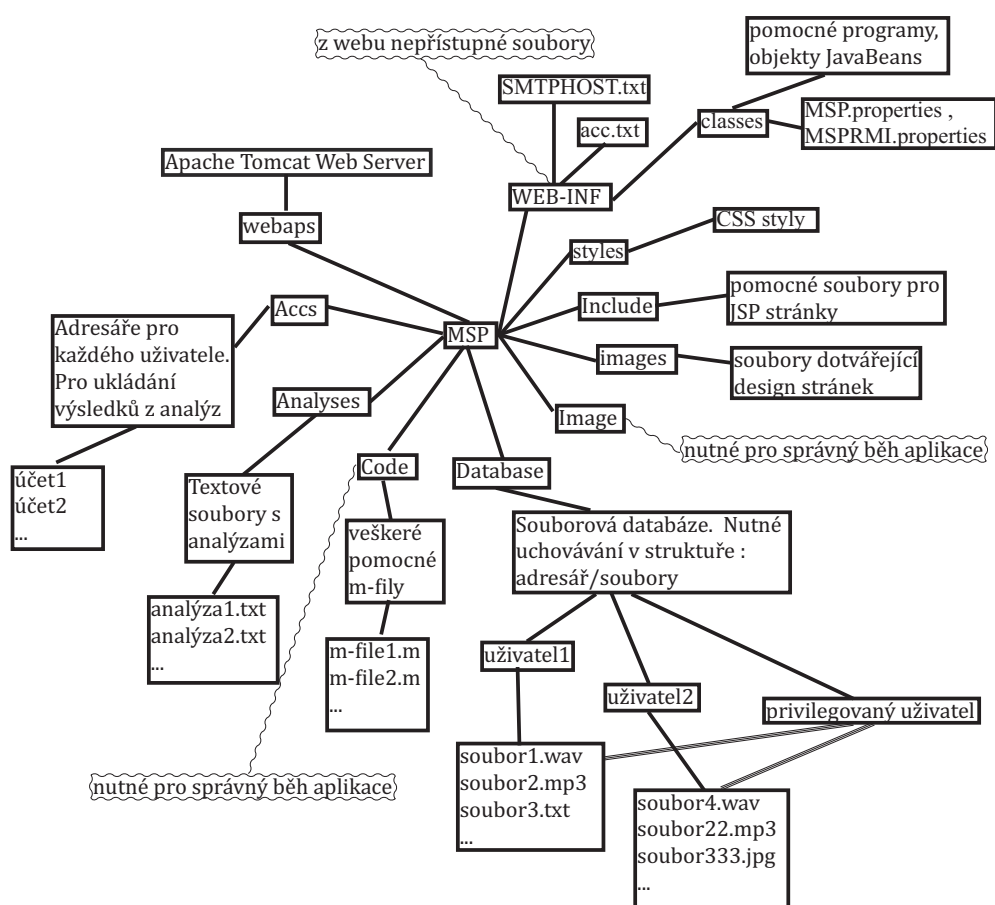 z webu nepřístupné soubory
pomocné programy,
objekty JavaBeans
SMTPHOST.txt
acc.txt
classes
MSP.properties ,
MSPRMI.properties
Apache Tomcat Web Server
WEB-INF
webaps
CSS styly
styles
Accs
Include
pomocné soubory pro
JSP stránky
Adresáře pro
každého uživatele.
Pro ukládání
výsledků z analýz
MSP
images
soubory dotvářející
design stránek
Analyses
Image
nutné pro správný běh aplikace
účet1
účet2
...
Textové
soubory s
analýzami
Code
Database
veškeré
pomocné
m-fily
Souborová databáze. Nutné
uchovávání v struktuře :
adresář/soubory
analýza1.txt
analýza2.txt
...
m-file1.m
m-file2.m
...
uživatel1
uživatel2
privilegovaný uživatel
nutné pro správný běh aplikace
soubor1.wav
soubor2.mp3
soubor3.txt
...
soubor4.wav
soubor22.mp3
soubor333.jpg
...